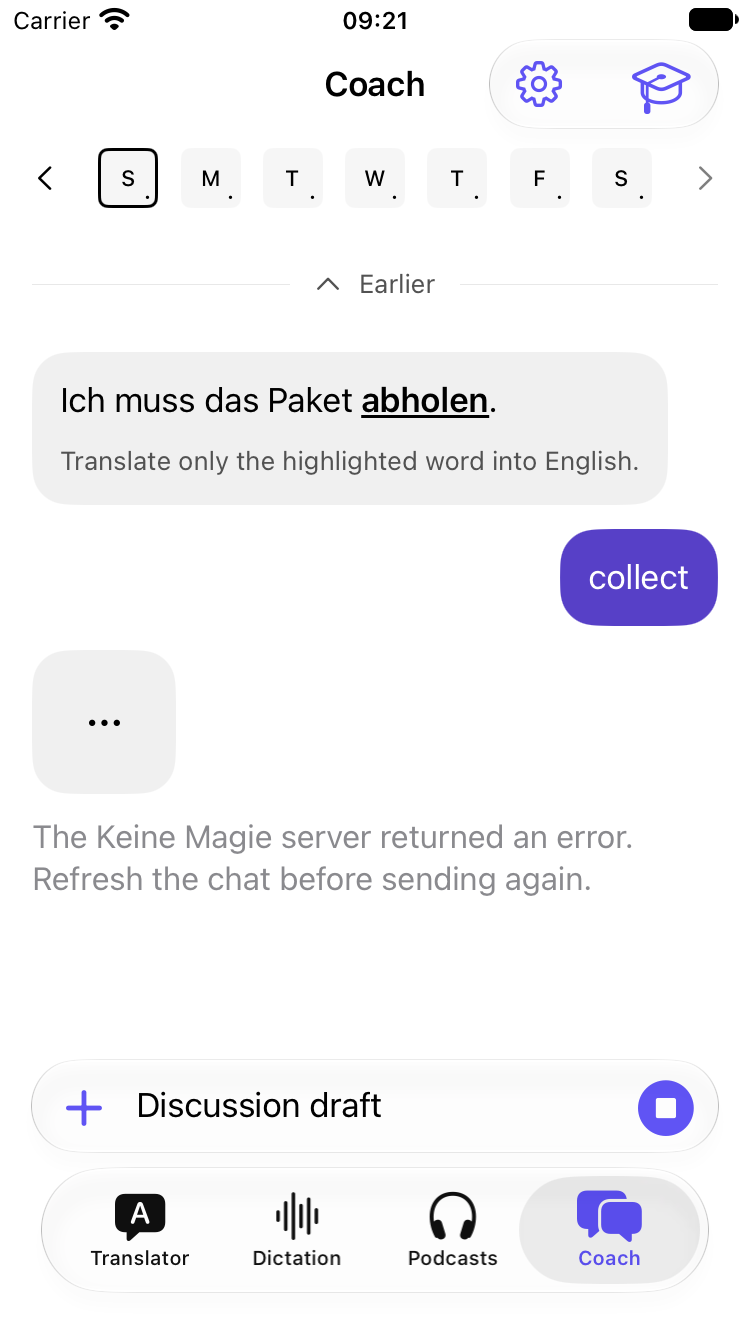 Carrier 09:21
Coach
S. M. T. W. T. F. S.
Earlier
Ich muss das Paket abholen.
Translate only the highlighted word into English.
collect
...
The Keine Magie server returned an error.
Refresh the chat before sending again.
Discussion draft
A
Translator Dictation Podcasts Coach